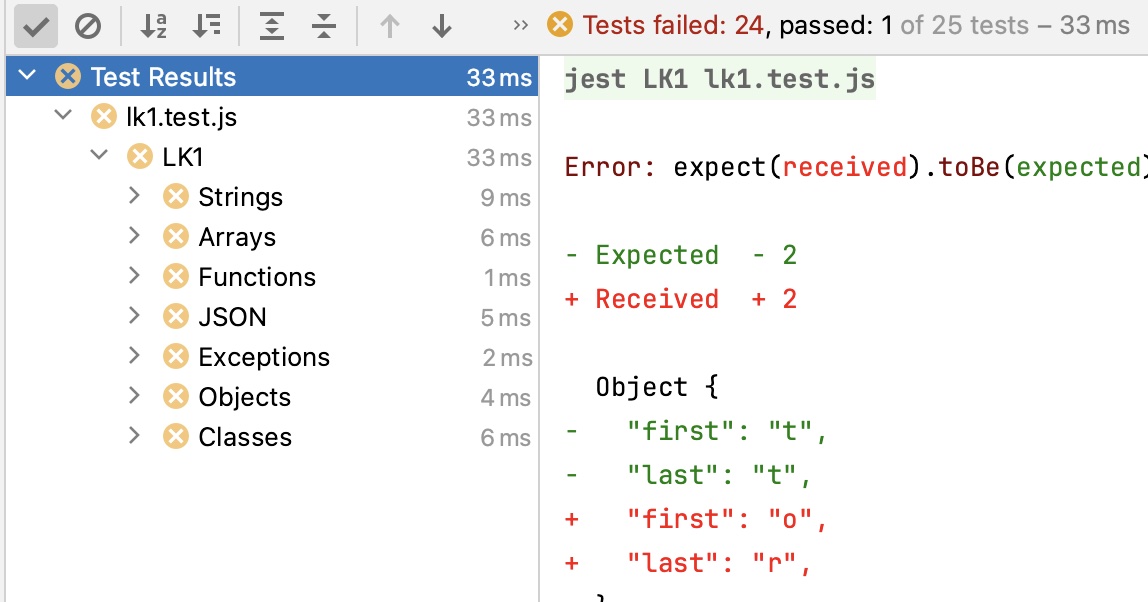 Tests failed: 24, passed: 1 of 25 tests – 33 ms
Test Results 33 ms
lk1.test.js 33 ms
LK1 33 ms
Strings 9 ms
Arrays 6 ms
Functions 1 ms
JSON 5 ms
Exceptions 2 ms
Objects 4 ms
Classes 6 ms
jest LK1 lk1.test.js
Error: expect(received).toBe(expected)
- Expected  - 2
+ Received  + 2
Object {
-   "first": "t",
-   "last": "t",
+   "first": "o",
+   "last": "r",
}